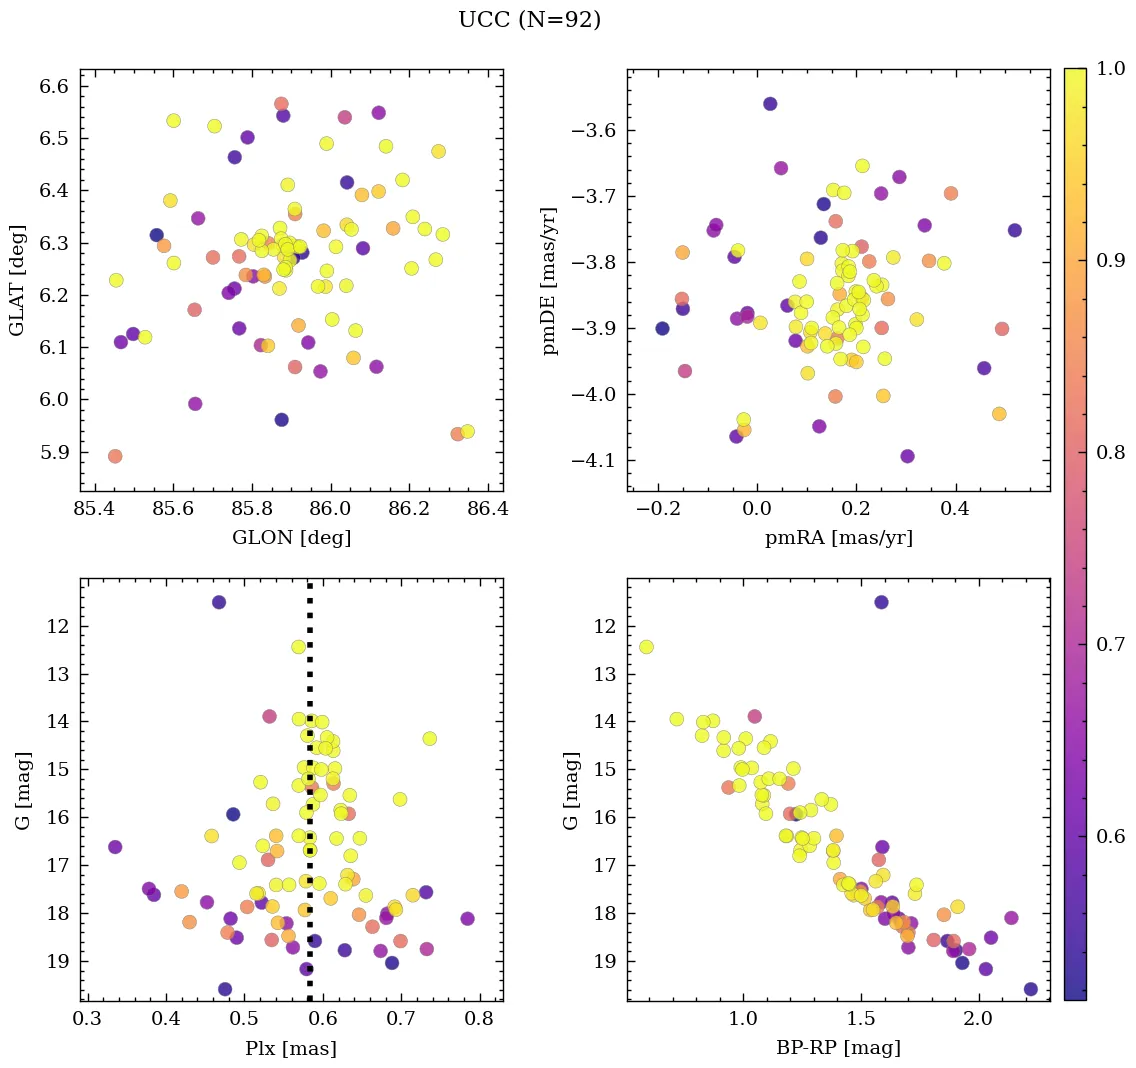 UCC (N=92)
6.6
6.5
6.4
6.3
6.2
6.1
6.0
5.9
GLAT [deg]
85.4 85.6 85.8 86.0 86.2 86.4
GLON [deg]
−3.6
−3.7
−3.8
−3.9
−4.0
−4.1
pmDE [mas/yr]
−0.2 0.0 0.2 0.4
pmRA [mas/yr]
1.0
0.9
0.8
0.7
0.6
12
13
14
15
16
17
18
19
G [mag]
0.3 0.4 0.5 0.6 0.7 0.8
Plx [mas]
12
13
14
15
16
17
18
19
G [mag]
1.0 1.5 2.0
BP-RP [mag]